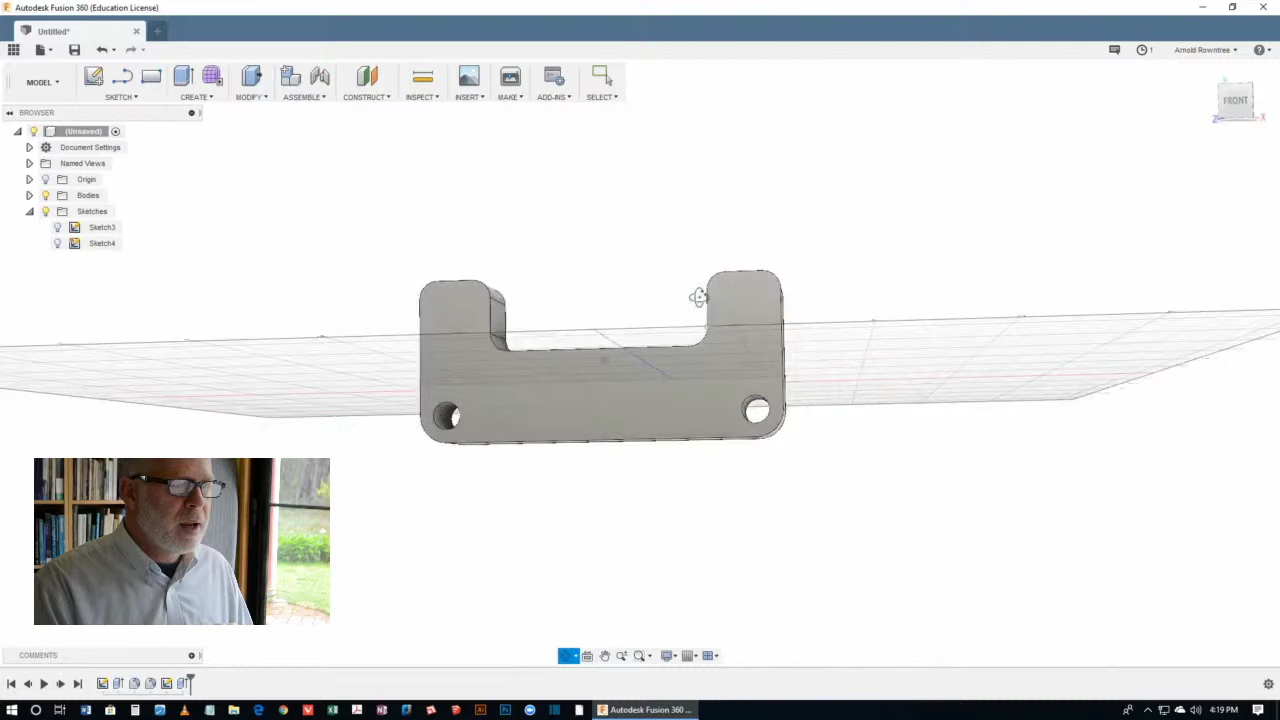 Autodesk Fusion 360 (Education License)
Untitled*
1
Arnold Rowntree
MODEL
SKETCH
CREATE
MODIFY
ASSEMBLE
CONSTRUCT
INSPECT
INSERT
MAKE
ADD-INS
SELECT
BROWSER
(Unsaved)
Document Settings
Named Views
Origin
Bodies
Sketches
Sketch3
Sketch4
FRONT
Z
X
COMMENTS
Autodesk Fusion 360 ...
4:19 PM